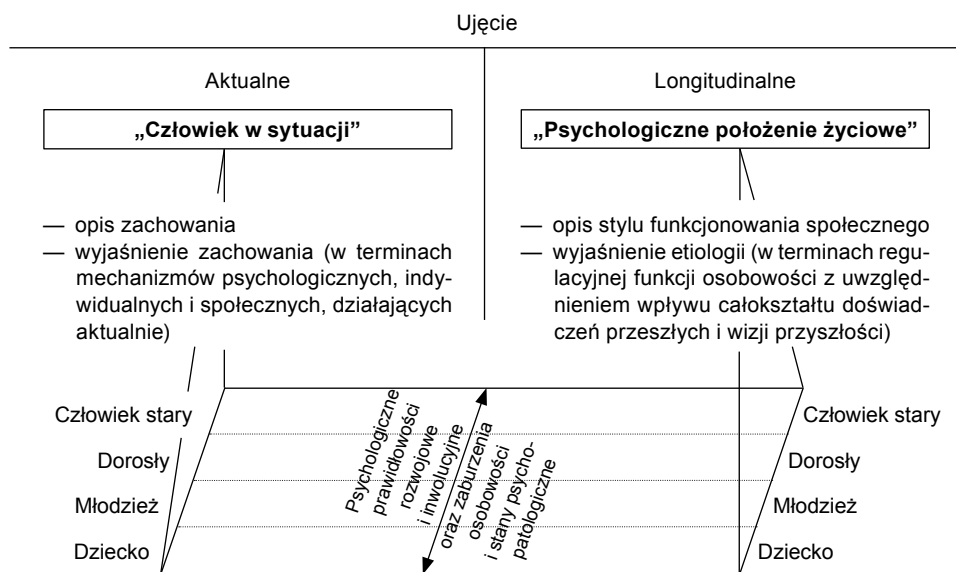 Ujęcie
Aktualne
Longitudinalne
„Człowiek w sytuacji”
„Psychologiczne położenie życiowe”
— opis zachowania
— wyjaśnienie zachowania (w terminach
mechanizmów psychologicznych, indy-
widualnych i społecznych, działających
aktualnie)
— opis stylu funkcjonowania społecznego
— wyjaśnienie etiologii (w terminach regu-
lacyjnej funkcji osobowości z uwzględ-
nieniem wpływu całokształtu doświad-
czeń przeszłych i wizji przyszłości)
Człowiek stary
Dorosły
Młodzież
Dziecko
Psychologiczne
prawidłowości
rozwojowe
i inwolucyjne
oraz zaburzenia
osobowości
i stany psycho-
patologiczne
Człowiek stary
Dorosły
Młodzież
Dziecko